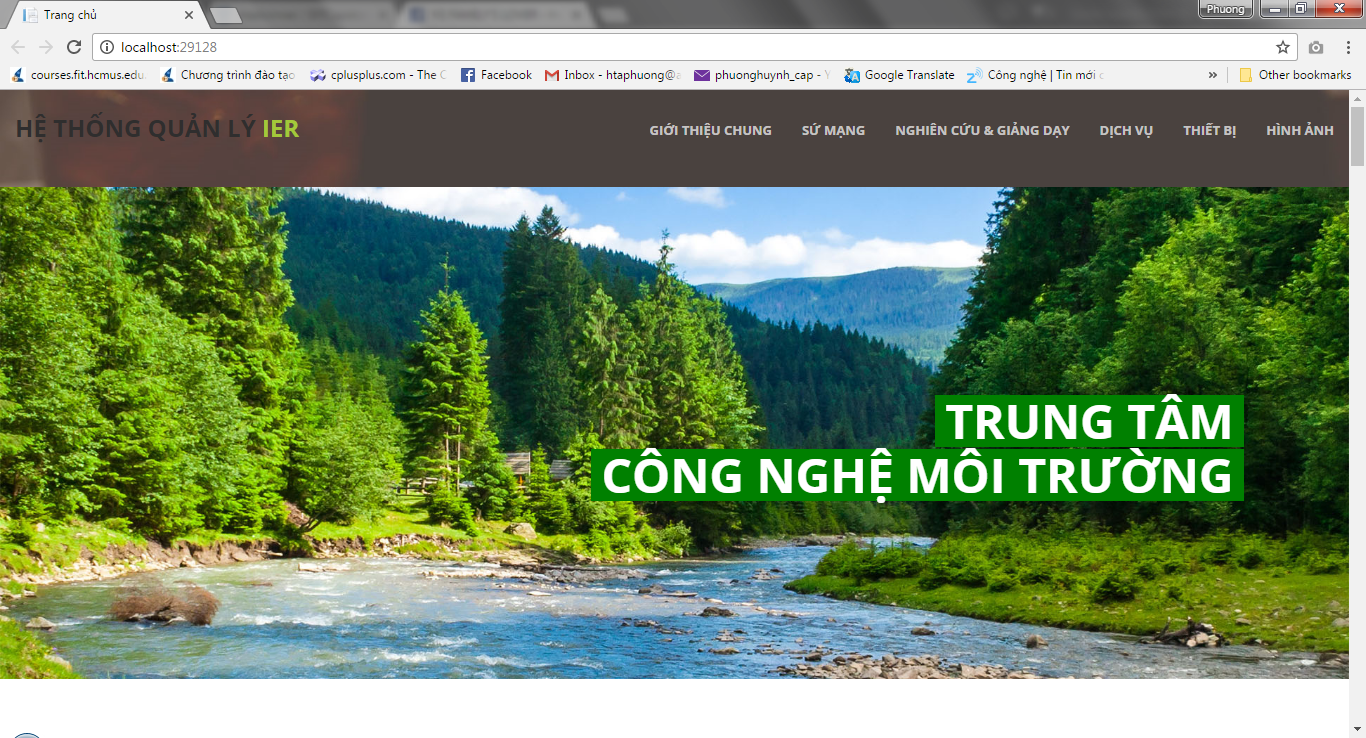 Trang chủ
Phuong
localhost:29128
courses.fit.hcmus.edu. Chương trình đào tạo cplusplus.com - The C Facebook Inbox - htaphuong@a phuonghuynh_cap - Y Google Translate Công nghệ | Tin mới c » Other bookmarks
HỆ THỐNG QUẢN LÝ IER
GIỚI THIỆU CHUNG SỨ MẠNG NGHIÊN CỨU & GIẢNG DẠY DỊCH VỤ THIẾT BỊ HÌNH ẢNH
TRUNG TÂM
CÔNG NGHỆ MÔI TRƯỜNG